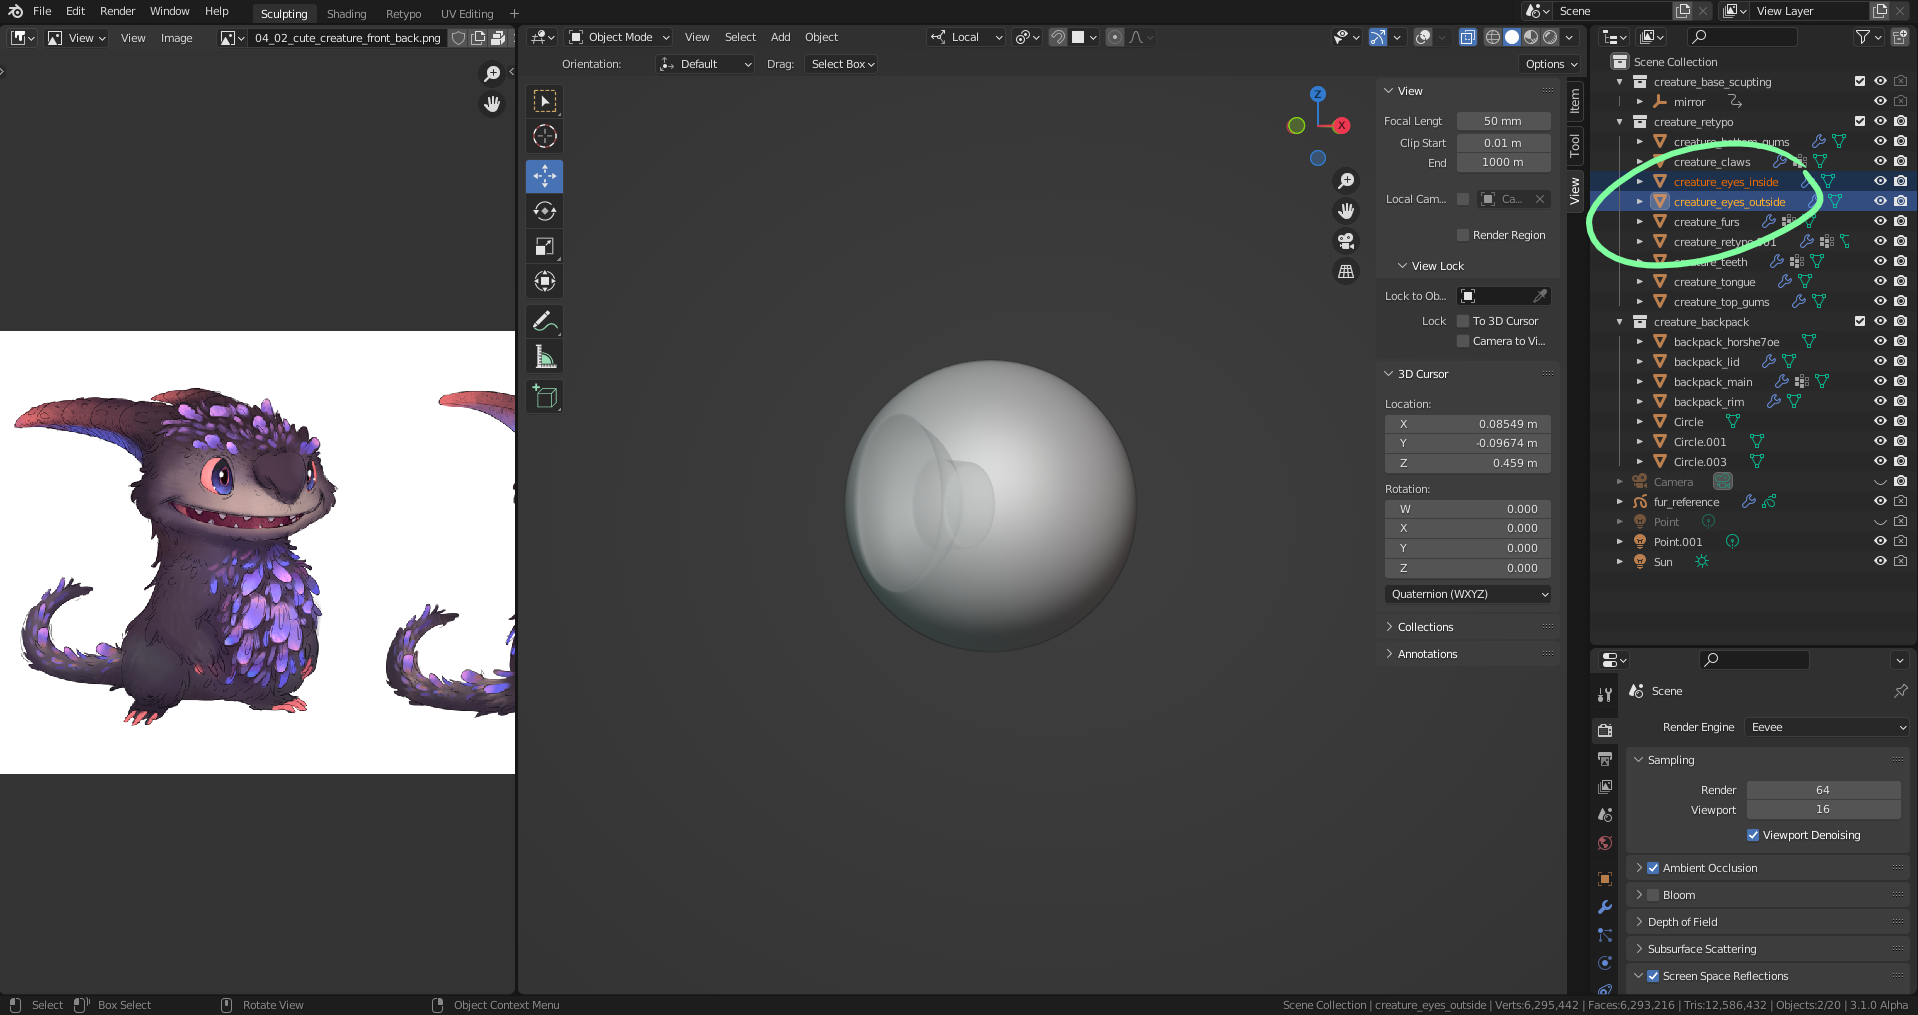 File Edit Render Window Help Sculpting Shading Retypo UV Editing + Scene View Layer
View View Image 04_02_cute_creature_front_back.png Object Mode View Select Add Object Local
Orientation: Default Drag: Select Box Options
View
Focal Lengt 50 mm
Clip Start 0.01 m
End 1000 m
Local Cam... Ca...
Render Region
View Lock
Lock to Ob...
Lock To 3D Cursor
Camera to Vi...
3D Cursor
Location:
X 0.08549 m
Y -0.09674 m
Z 0.459 m
Rotation:
W 0.000
X 0.000
Y 0.000
Z 0.000
Quaternion (WXYZ)
Collections
Annotations
Item
Tool
View
Z
X
Scene Collection
creature_base_scupting
mirror
creature_retypo
creature_bottom_gums
creature_claws
creature_eyes_inside
creature_eyes_outside
creature_furs
creature_retypo.001
creature_teeth
creature_tongue
creature_top_gums
creature_backpack
backpack_horshe7oe
backpack_lid
backpack_main
backpack_rim
Circle
Circle.001
Circle.003
Camera
fur_reference
Point
Point.001
Sun
Scene
Render Engine Eevee
Sampling
Render 64
Viewport 16
Viewport Denoising
Ambient Occlusion
Bloom
Depth of Field
Subsurface Scattering
Screen Space Reflections
Select Box Select Rotate View Object Context Menu Scene Collection | creature_eyes_outside | Verts:6,295,442 | Faces:6,293,216 | Tris:12,586,432 | Objects:2/20 | 3.1.0 Alpha